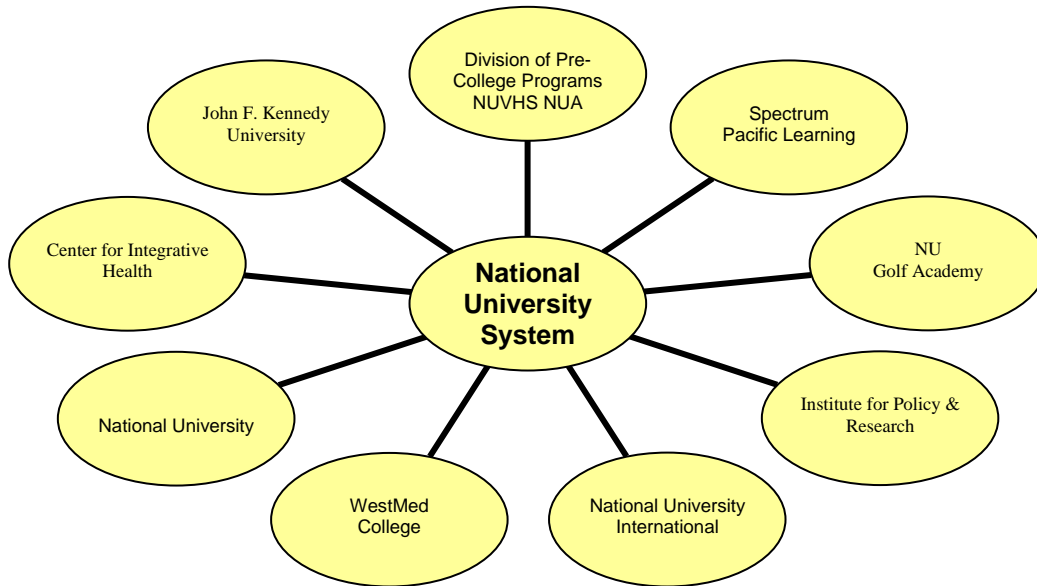 Division of Pre-
College Programs
NUVHS NUA
John F. Kennedy
University
Spectrum
Pacific Learning
Center for Integrative
Health
National
University
System
NU
Golf Academy
National University
Institute for Policy &
Research
WestMed
College
National University
International